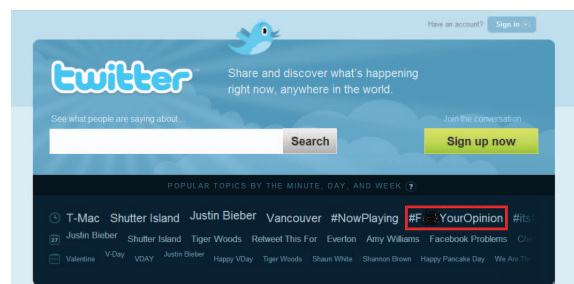 Have an account? Sign in
twitter
Share and discover what's happening
right now, anywhere in the world.
See what people are saying about...
Search
Join the conversation
Sign up now
POPULAR TOPICS BY THE MINUTE, DAY, AND WEEK ?
T-Mac Shutter Island Justin Bieber Vancouver #NowPlaying #F YourOpinion #its
27 Justin Bieber Shutter Island Tiger Woods Retweet This For Everton Amy Williams Facebook Problems
Valentine V-Day VDAY Justin Bieber Happy VDay Tiger Woods Shaun White Shannon Brown Happy Pancake Day We Are The